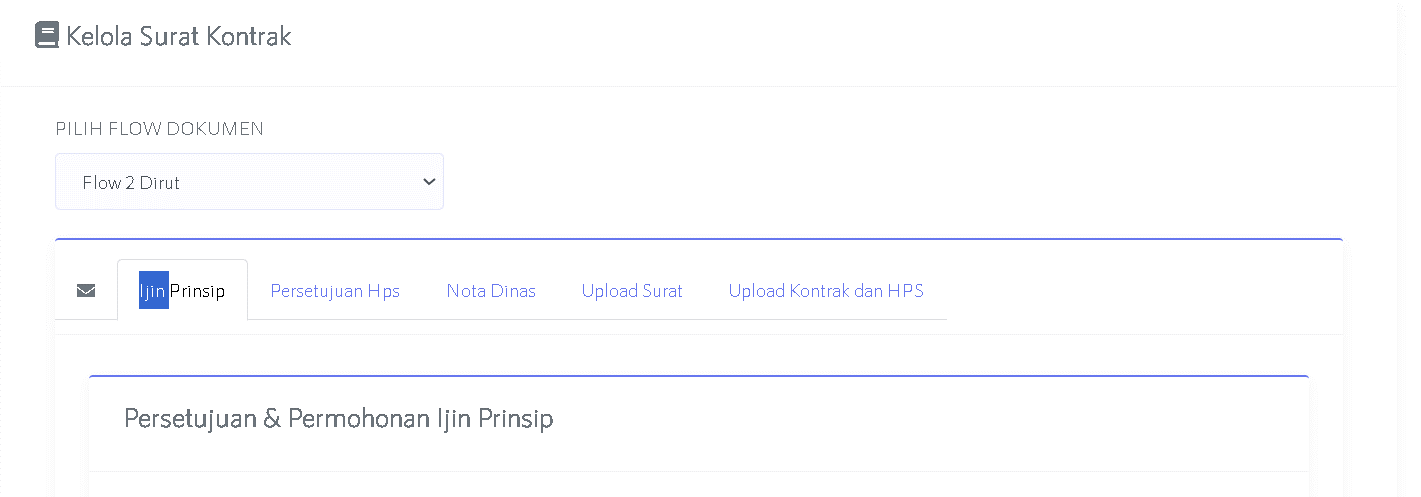 Kelola Surat Kontrak
PILIH FLOW DOKUMEN
Flow 2 Dirut
Ijin Prinsip Persetujuan Hps Nota Dinas Upload Surat Upload Kontrak dan HPS
Persetujuan & Permohonan Ijin Prinsip